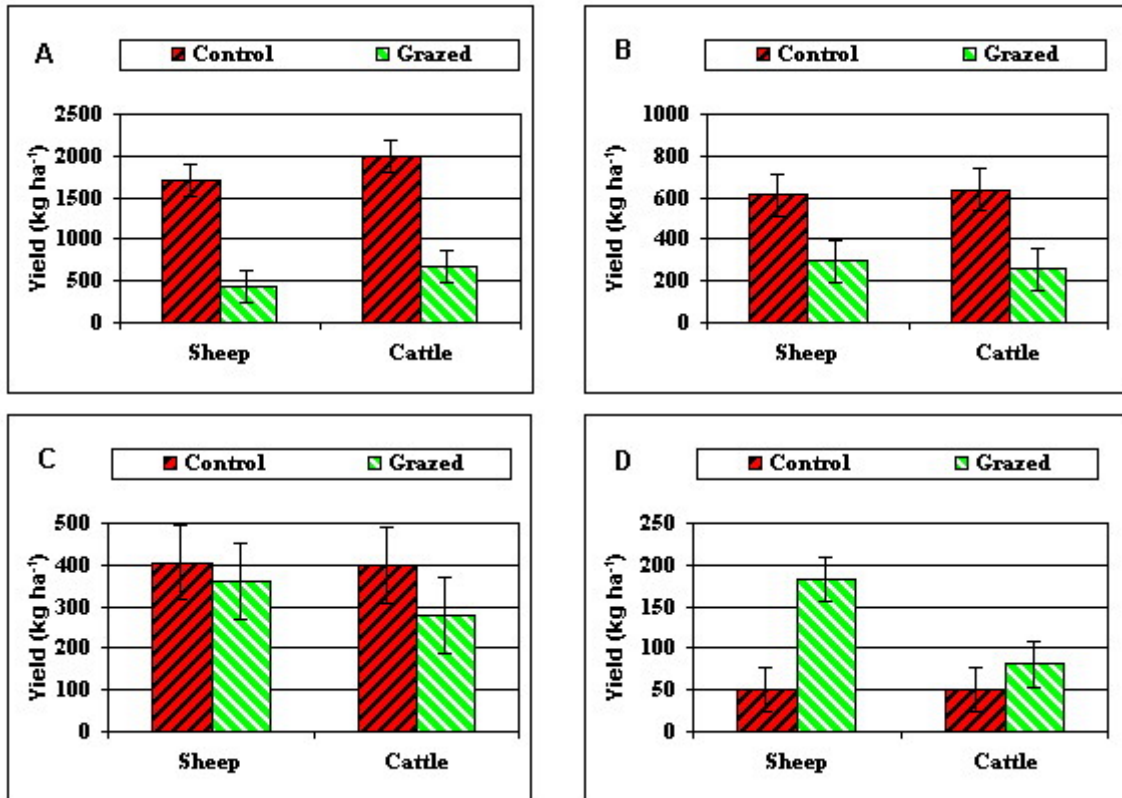 A
Control Grazed
Yield (kg ha⁻¹)
2500
2000
1500
1000
500
0
Sheep Cattle
B
Control Grazed
Yield (kg ha⁻¹)
1000
800
600
400
200
0
Sheep Cattle
C
Control Grazed
Yield (kg ha⁻¹)
500
400
300
200
100
0
Sheep Cattle
D
Control Grazed
Yield (kg ha⁻¹)
250
200
150
100
50
0
Sheep Cattle